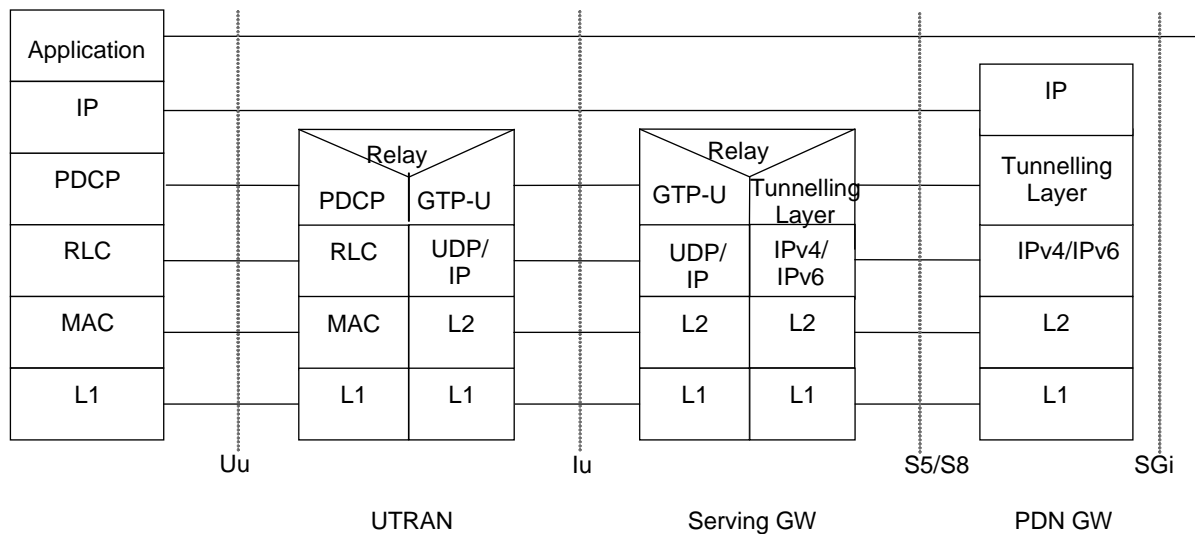 Application
IP
PDCP
RLC
MAC
L1
Relay
PDCP
GTP-U
RLC
UDP/
IP
MAC
L2
L1
L1
Relay
GTP-U
Tunnelling
Layer
UDP/
IP
IPv4/
IPv6
L2
L2
L1
L1
IP
Tunnelling
Layer
IPv4/IPv6
L2
L1
Uu
Iu
S5/S8
SGi
UTRAN
Serving GW
PDN GW